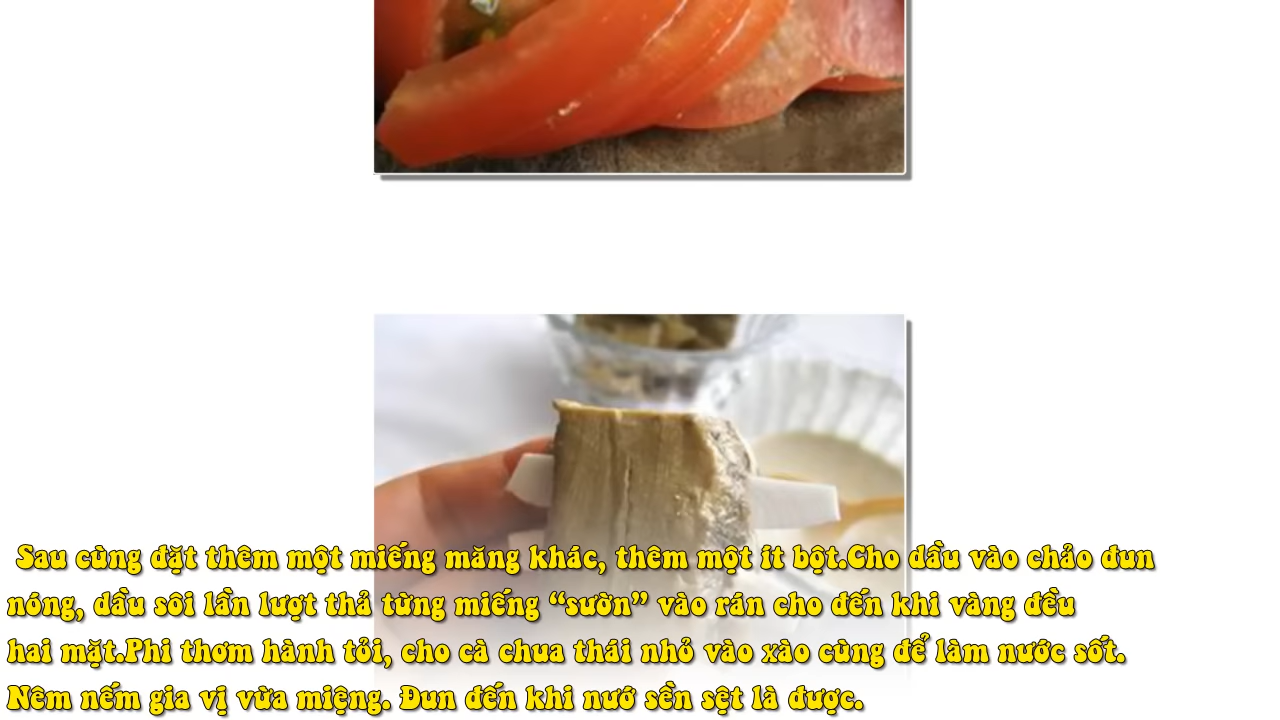 Sau cùng đặt thêm một miếng măng khác, thêm một ít bột.Cho dầu vào chảo đun
nóng, dầu sôi lần lượt thả từng miếng “sườn” vào rán cho đến khi vàng đều
hai mặt.Phi thơm hành tỏi, cho cà chua thái nhỏ vào xào cùng để làm nước sốt.
Nêm nếm gia vị vừa miệng. Đun đến khi nướ sền sệt là được.